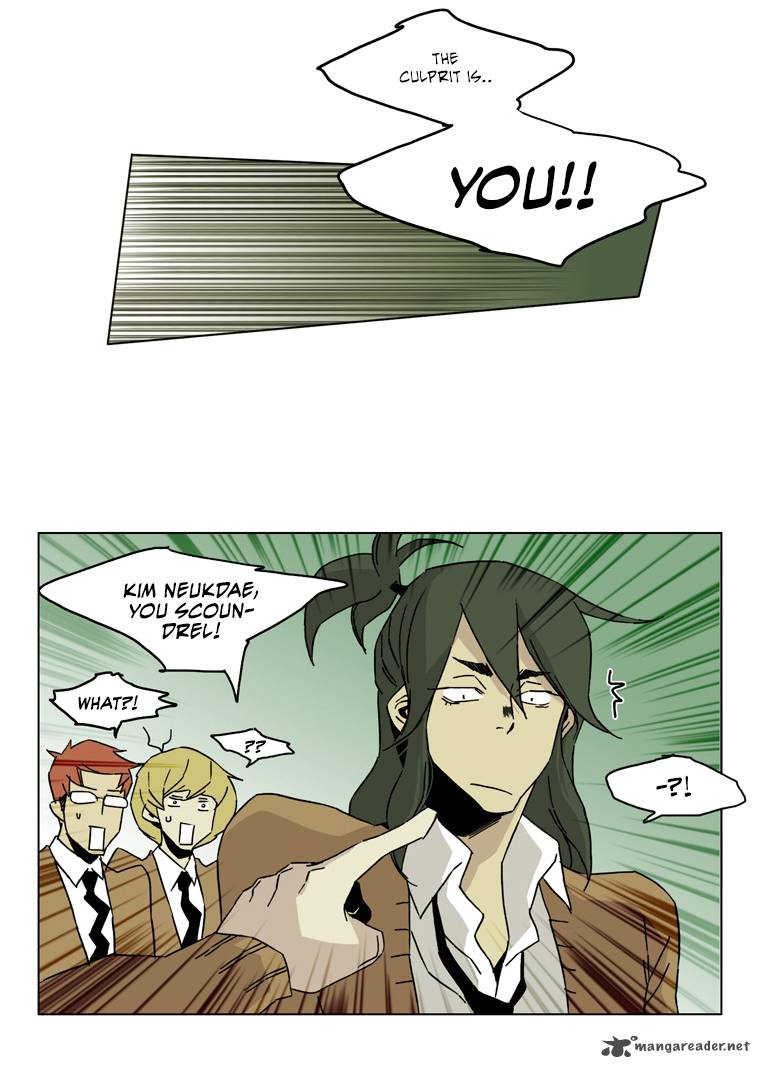 THE
CULPRIT IS..
YOU!!
KIM NEUKDAE,
YOU SCOUN-
DREL!
WHAT?!
??
-?!
mangareader.net